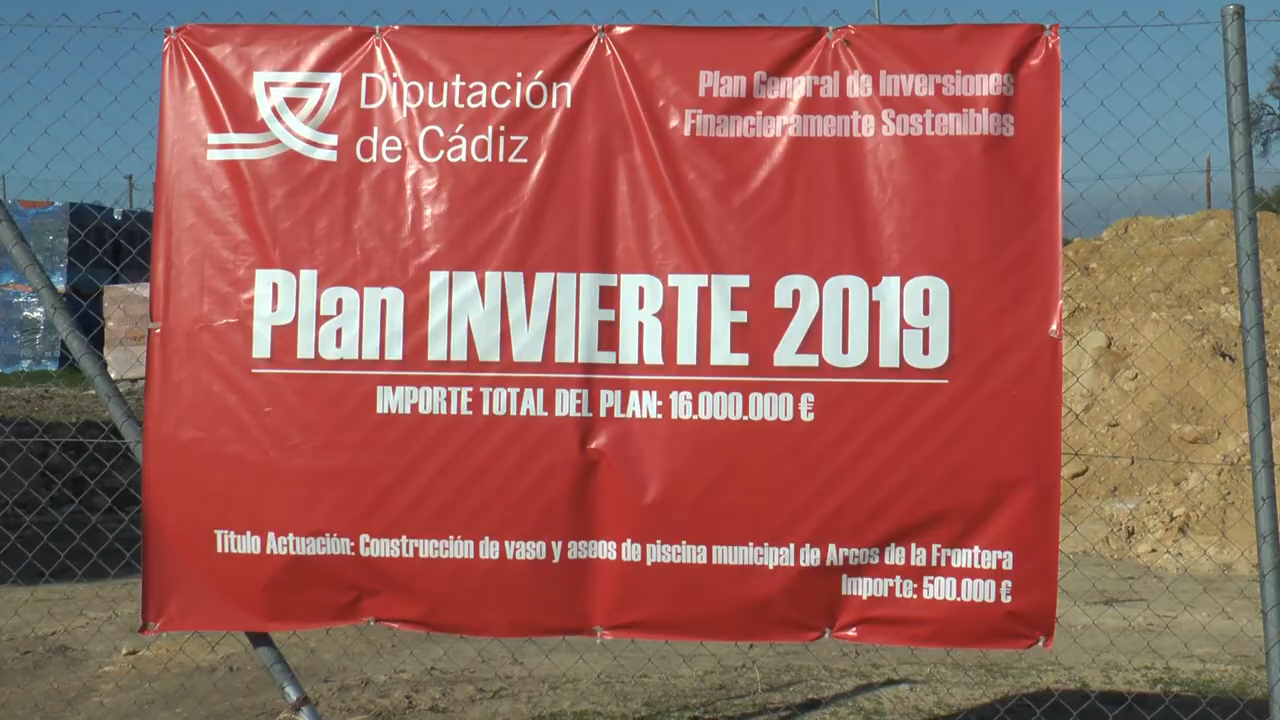 Diputación
de Cádiz
Plan General de Inversiones
Financieramente Sostenibles
Plan INVIERTE 2019
IMPORTE TOTAL DEL PLAN: 16.000.000 €
Título Actuación: Construcción de vaso y aseos de piscina municipal de Arcos de la Frontera
Importe: 500.000 €